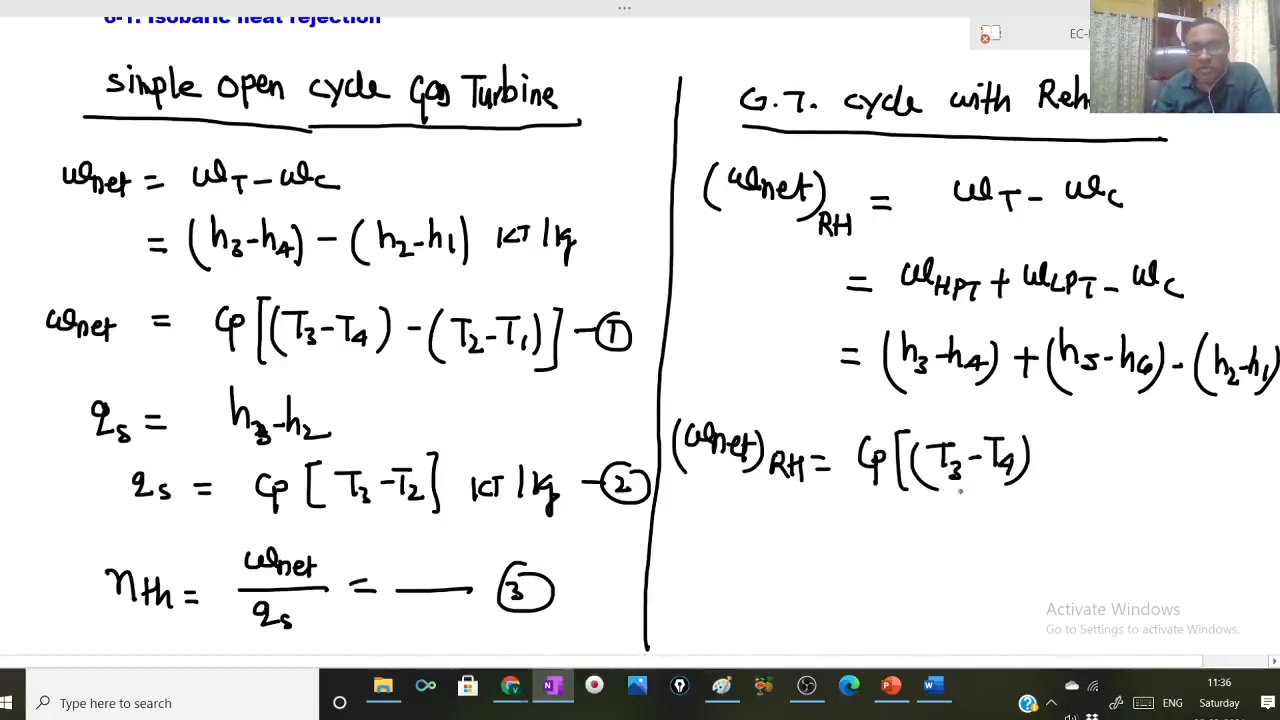 6-1: Isobaric heat rejection
EC-
simple open cycle Gas Turbine
wnet = wT - wC
= (h3-h4) - (h2-h1) KJ/kg
wnet = Cp[(T3-T4) - (T2-T1)] - ①
qs = h3-h2
qs = Cp[T3-T2] KJ/kg - ②
ηth = wnet/qs = —— ③
G.T. cycle with Reh
(wnet)RH = wT - wC
= wHPT + wLPT - wC
= (h3-h4) + (h5-h6) - (h2-h1)
(wnet)RH = Cp[(T3-T4)
Activate Windows
Go to Settings to activate Windows.
Type here to search
ENG
11:36
Saturday